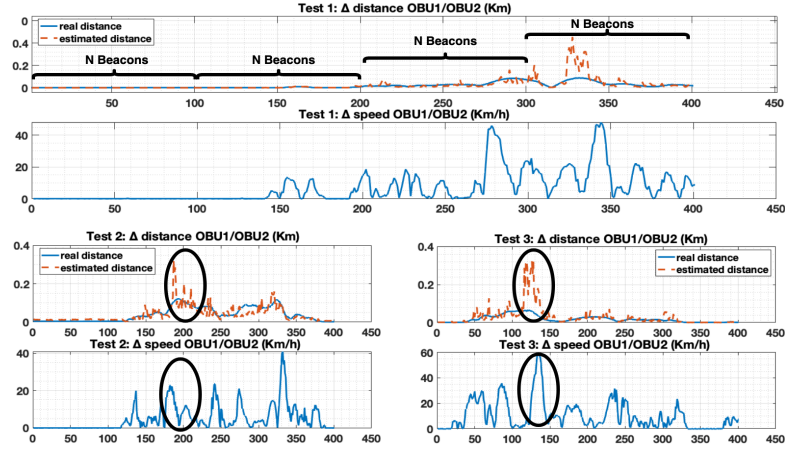 Test 1: Δ distance OBU1/OBU2 (Km)
0
0.4
0.2
0
real distance
estimated distance
N Beacons
N Beacons
N Beacons
N Beacons
50 100 150 200 250 300 350 400 450
Test 1: Δ speed OBU1/OBU2 (Km/h)
40
20
0
0 50 100 150 200 250 300 350 400 450
Test 2: Δ distance OBU1/OBU2 (Km)
0.4
0.2
0
real distance
estimated distance
0 50 100 150 200 250 300 350 400 450
Test 3: Δ distance OBU1/OBU2 (Km)
0.4
0.2
0
real distance
estimated distance
0 50 100 150 200 250 300 350 400 450
Test 2: Δ speed OBU1/OBU2 (Km/h)
40
20
0
0 50 100 150 200 250 300 350 400 450
Test 3: Δ speed OBU1/OBU2 (Km/h)
60
40
20
0
0 50 100 150 200 250 300 350 400 450